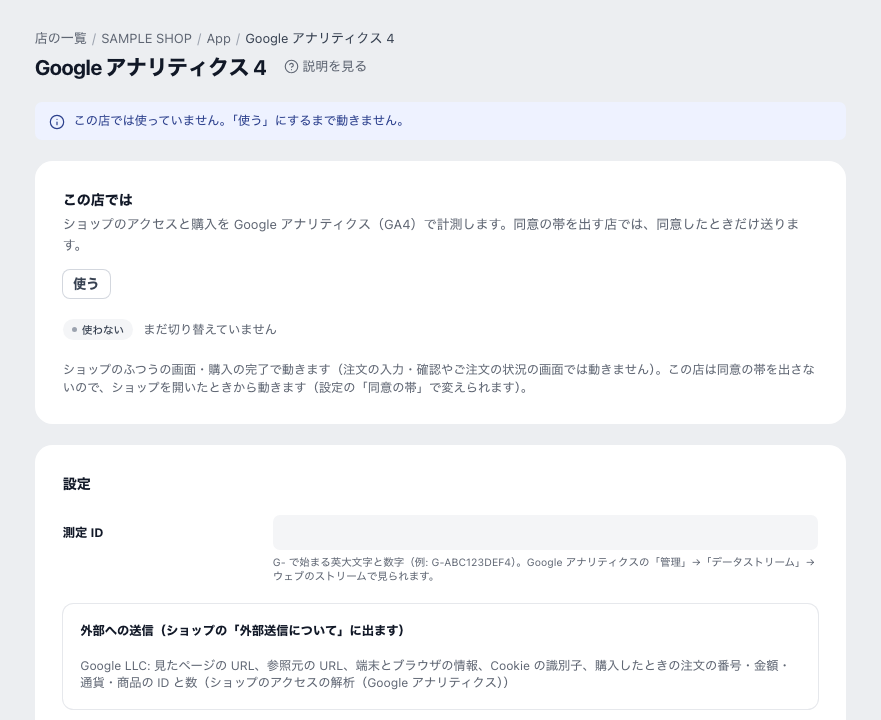 店の一覧 / SAMPLE SHOP / App / Google アナリティクス 4
Google アナリティクス 4 説明を見る
この店では使っていません。「使う」にするまで動きません。
この店では
ショップのアクセスと購入を Google アナリティクス（GA4）で計測します。同意の帯を出す店では、同意したときだけ送りま
す。
使う
使わない まだ切り替えていません
ショップのふつうの画面・購入の完了で動きます（注文の入力・確認やご注文の状況の画面では動きません）。この店は同意の帯を出さな
いので、ショップを開いたときから動きます（設定の「同意の帯」で変えられます）。
設定
測定 ID
G- で始まる英大文字と数字（例: G-ABC123DEF4）。Google アナリティクスの「管理」→「データストリーム」→
ウェブのストリームで見られます。
外部への送信（ショップの「外部送信について」に出ます）
Google LLC: 見たページの URL、参照元の URL、端末とブラウザの情報、Cookie の識別子、購入したときの注文の番号・金額・
通貨・商品の ID と数（ショップのアクセスの解析（Google アナリティクス））